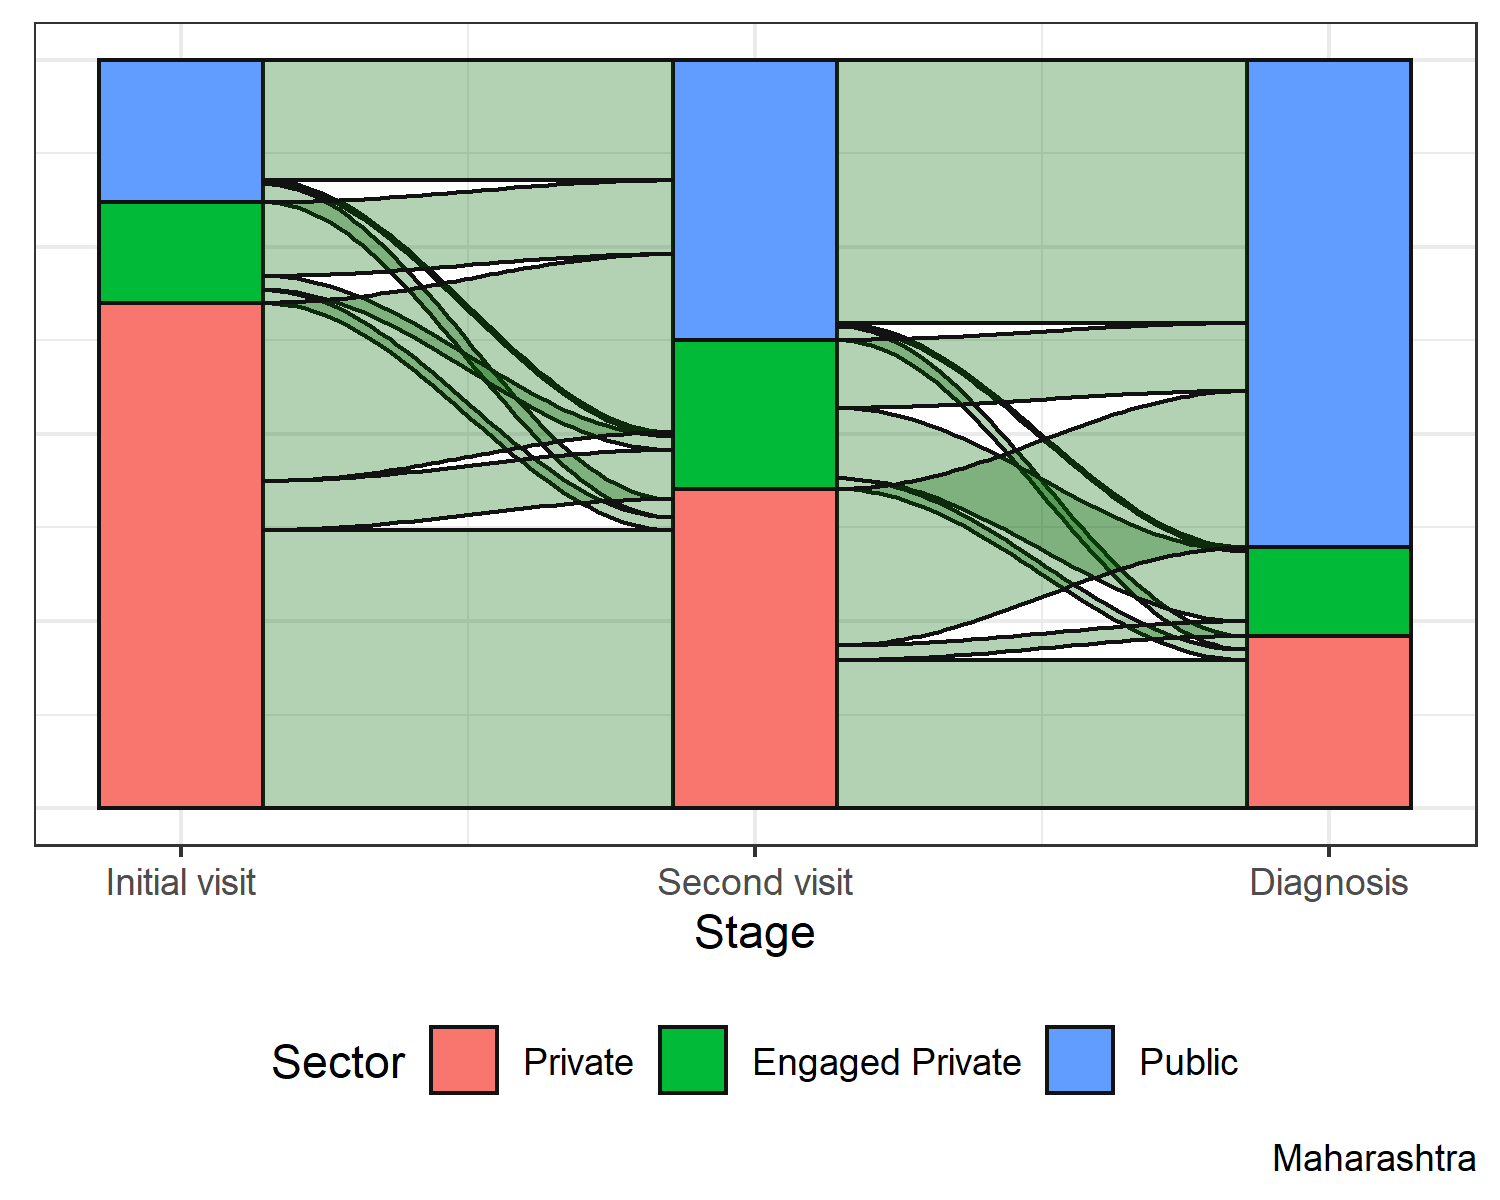 Initial visit Second visit Diagnosis
Stage
Sector Private Engaged Private Public
Maharashtra